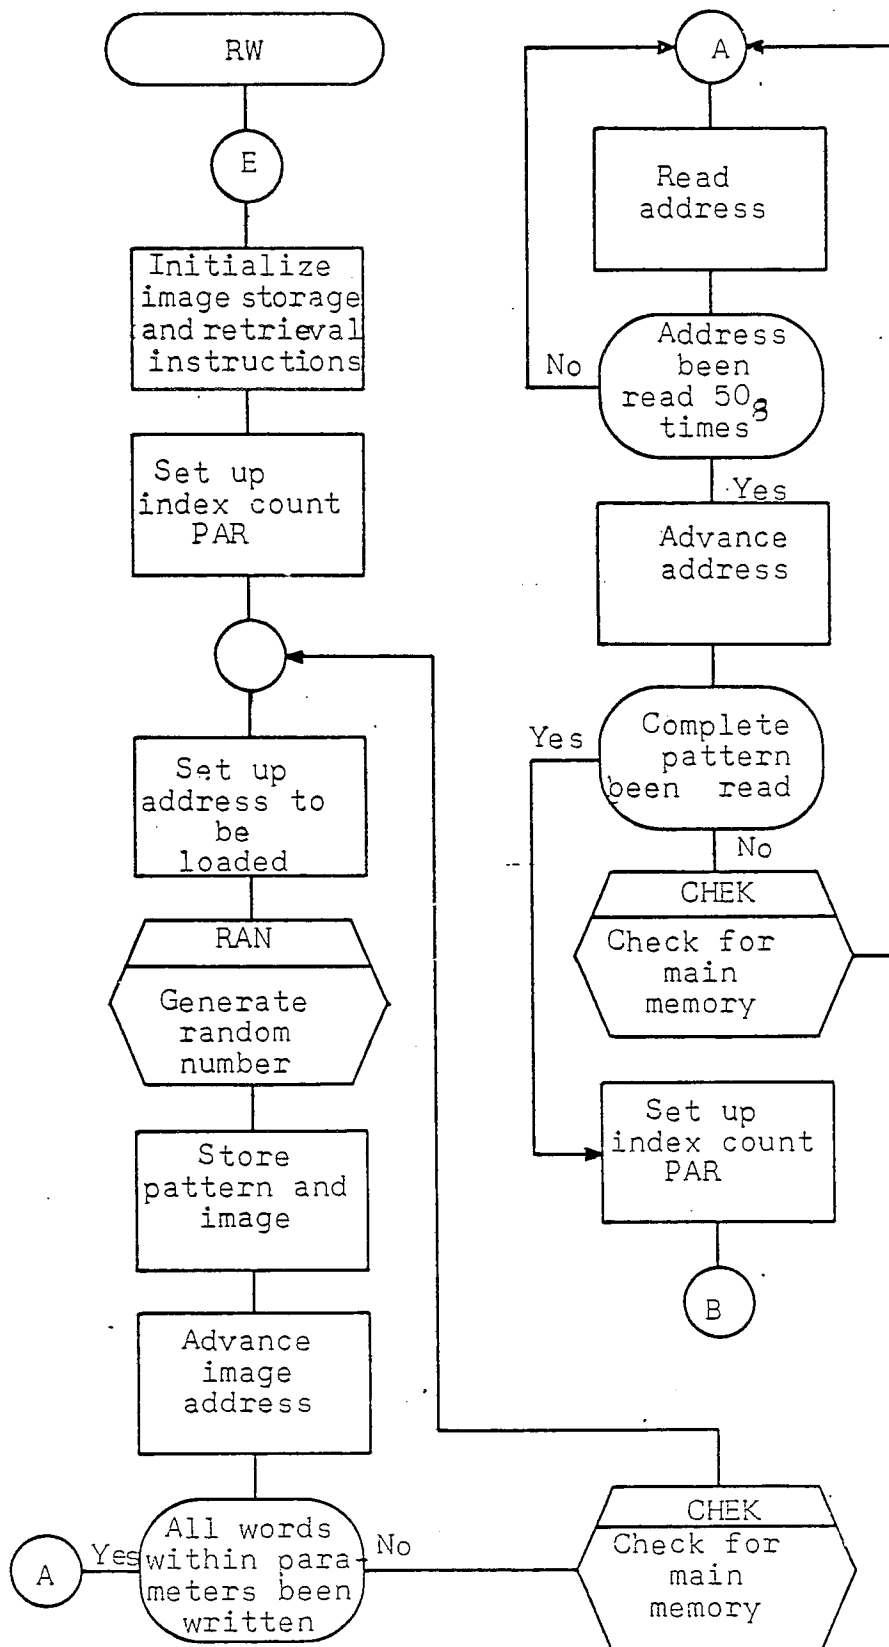 RW
E
Initialize
image storage
and retrieval
instructions
Set up
index count
PAR
Set up
address to
be
loaded
RAN
Generate
random
number
Store
pattern and
image
Advance
image
address
All words
within para-
meters been
written
Yes
A
No
CHEK
Check for
main
memory
A
Read
address
Address
been
read 50₈
times
No
Yes
Advance
address
Complete
pattern
been read
Yes
No
CHEK
Check for
main
memory
Set up
index count
PAR
B